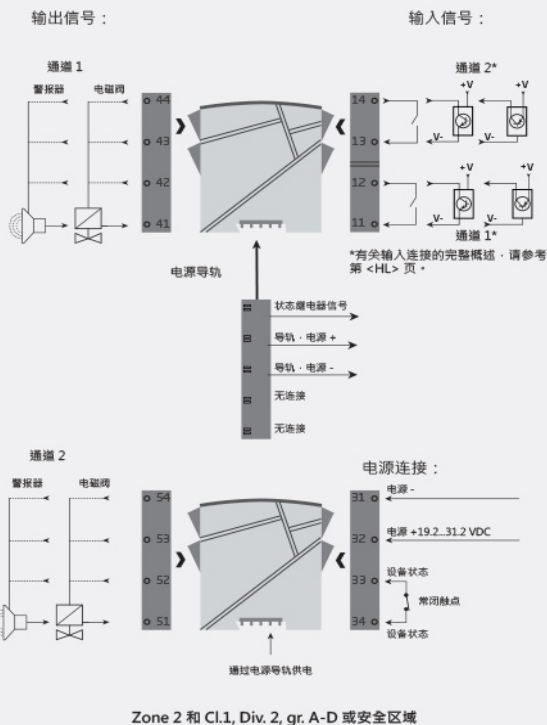 输出信号：
输入信号：
通道 1
警报器
电磁阀
44
43
42
41
14
13
12
11
通道 2*
+V
+V
V-
V-
+V
+V
V-
V-
通道 1*
*有关输入连接的完整概述，请参考
第 <HL> 页。
电源导轨
状态继电器信号
导轨，电源 +
导轨，电源 -
无连接
无连接
通道 2
警报器
电磁阀
54
53
52
51
电源连接：
31
电源 -
32
电源 +19.2...31.2 VDC
33
设备状态
常闭触点
34
设备状态
通过电源导轨供电
Zone 2 和 Cl.1, Div. 2, gr. A-D 或安全区域